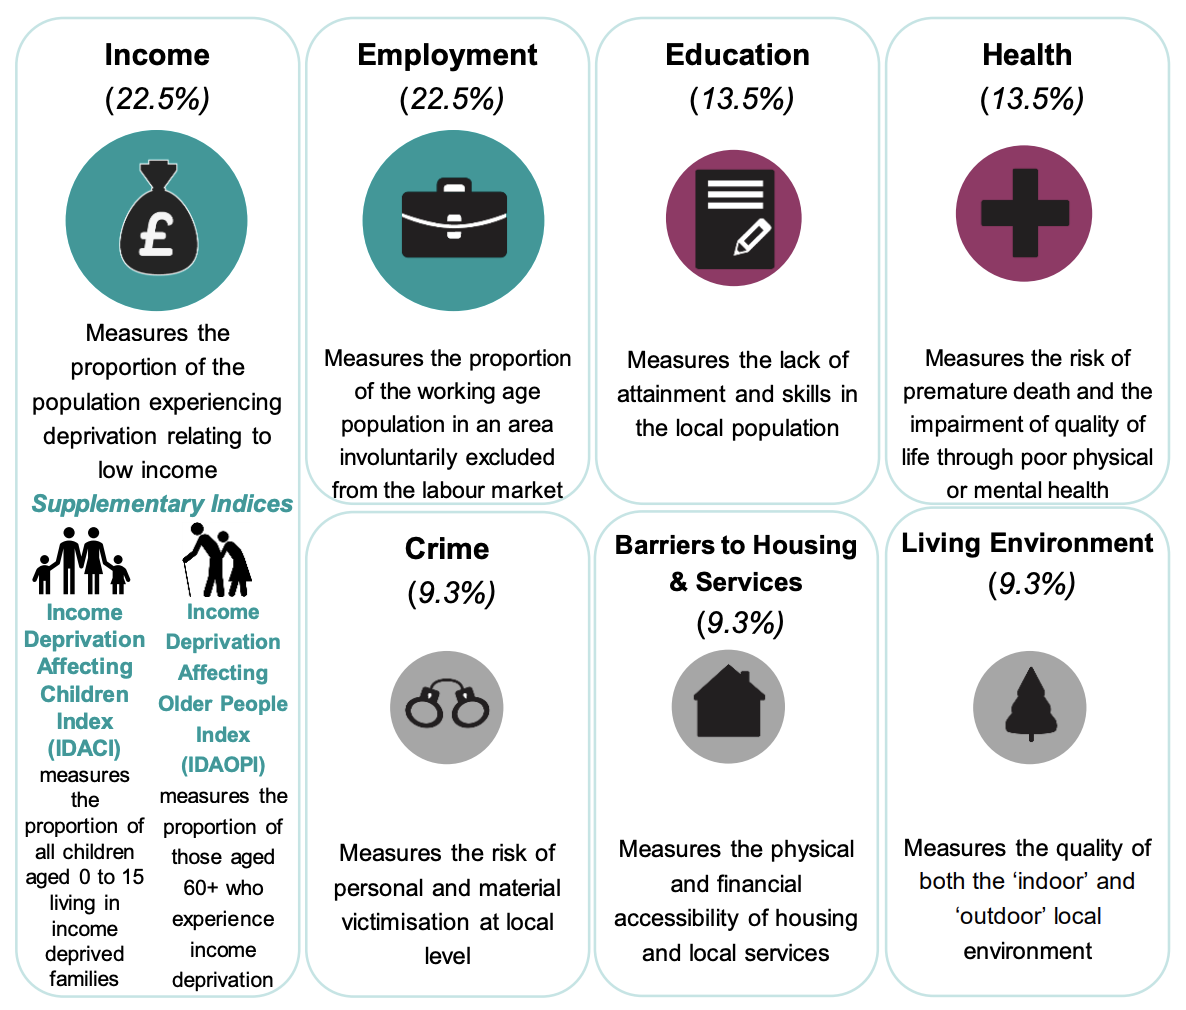 Income
(22.5%)
£
Measures the
proportion of the
population experiencing
deprivation relating to
low income
Supplementary Indices
Income
Deprivation
Affecting
Children
Index
(IDACI)
measures
the
proportion of
all children
aged 0 to 15
living in
income
deprived
families
Income
Deprivation
Affecting
Older People
Index
(IDAOPI)
measures the
proportion of
those aged
60+ who
experience
income
deprivation
Employment
(22.5%)
Measures the proportion
of the working age
population in an area
involuntarily excluded
from the labour market
Education
(13.5%)
Measures the lack of
attainment and skills in
the local population
Health
(13.5%)
Measures the risk of
premature death and the
impairment of quality of
life through poor physical
or mental health
Crime
(9.3%)
Measures the risk of
personal and material
victimisation at local
level
Barriers to Housing
& Services
(9.3%)
Measures the physical
and financial
accessibility of housing
and local services
Living Environment
(9.3%)
Measures the quality of
both the ‘indoor’ and
‘outdoor’ local
environment